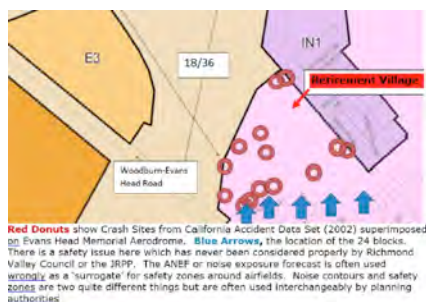 IN1
E3
18/36
Retirement Village
Woodburn-Evans
Head Road
Red Donuts show Crash Sites from California Accident Data Set (2002) superimposed
on Evans Head Memorial Aerodrome. Blue Arrows, the location of the 24 blocks.
There is a safety issue here which has never been considered properly by Richmond
Valley Council or the JRPP. The ANEF or noise exposure forecast is often used
wrongly as a 'surrogate' for safety zones around airfields. Noise contours and safety
zones are two quite different things but are often used interchangeably by planning
authorities